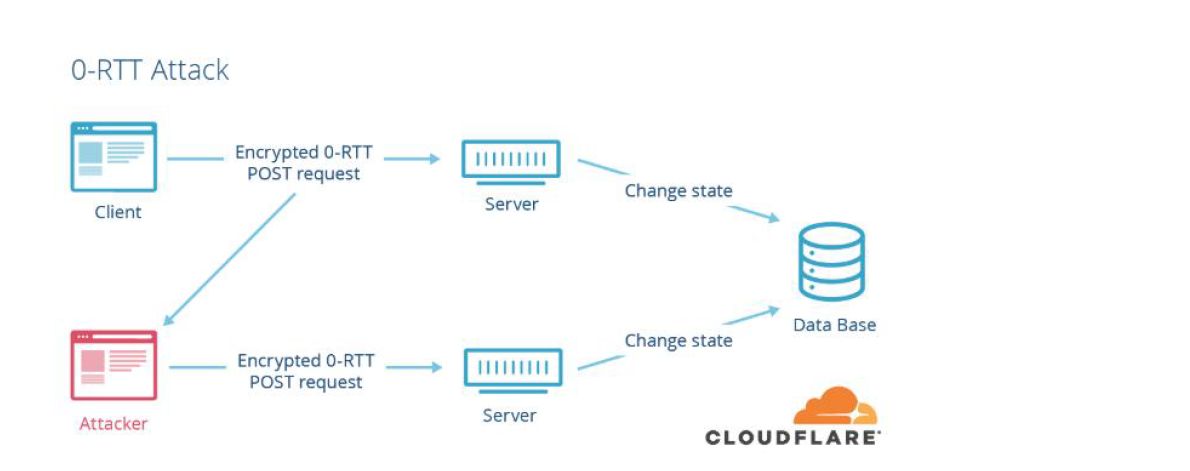 0-RTT Attack
Encrypted 0-RTT
POST request
Client
Server
Change state
Data Base
Encrypted 0-RTT
POST request
Attacker
Server
Change state
CLOUDFLARE